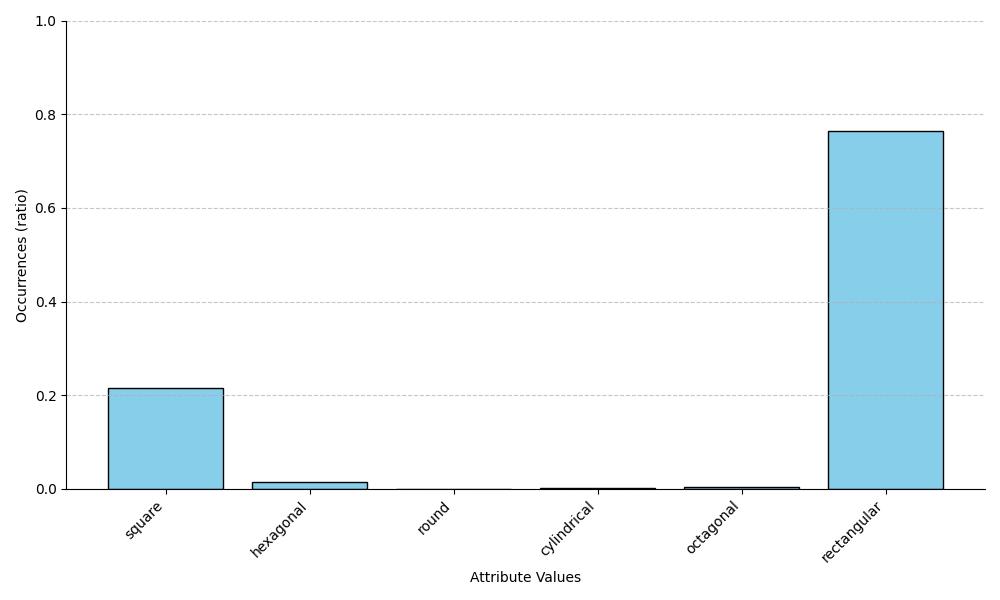 1.0
0.8
0.6
0.4
0.2
0.0
Occurrences (ratio)
square
hexagonal
round
cylindrical
octagonal
rectangular
Attribute Values